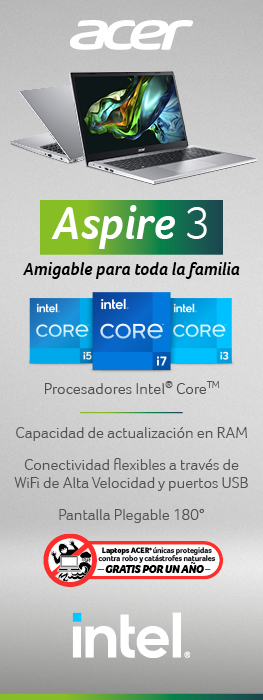 acer
Aspire 3
Amigable para toda la familia
intel.
CORE
i5
intel.
CORE
i7
intel.
CORE
i3
Procesadores Intel® Core™
Capacidad de actualización en RAM
Conectividad flexibles a través de
WiFi de Alta Velocidad y puertos USB
Pantalla Plegable 180°
Laptops ACER* únicas protegidas
contra robo y catástrofes naturales
– GRATIS POR UN AÑO –
intel.